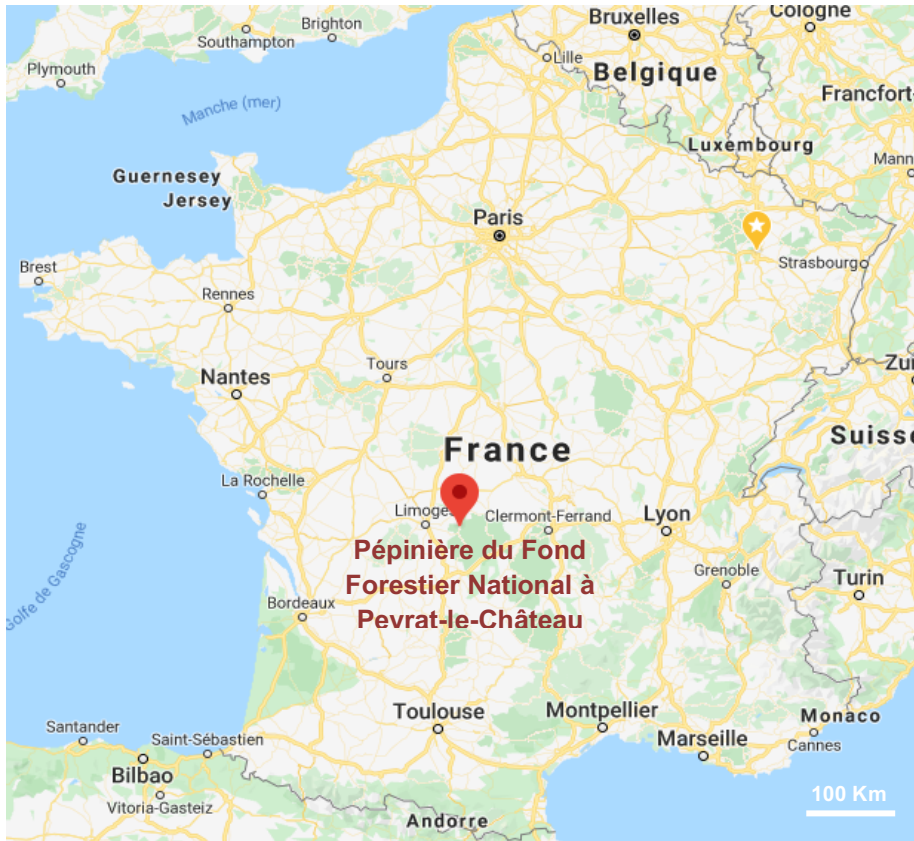 Brighton
Southampton
Plymouth
Manche (mer)
Guernesey
Jersey
Bruxelles
Cologne
Lille
Belgique
Francfort-
Luxembourg
Mann
Paris
Strasbourg
Brest
Rennes
Tours
Nantes
Zu
France
Suisse
La Rochelle
Limoges
Clermont-Ferrand
Lyon
Pépinière du Fond
Forestier National à
Peyrat-le-Château
Grenoble
Turin
Golfe de Gascogne
Bordeaux
Toulouse
Montpellier
Monaco
Marseille
Cannes
Santander
Saint-Sébastien
Bilbao
Vitoria-Gasteiz
Andorre
100 Km